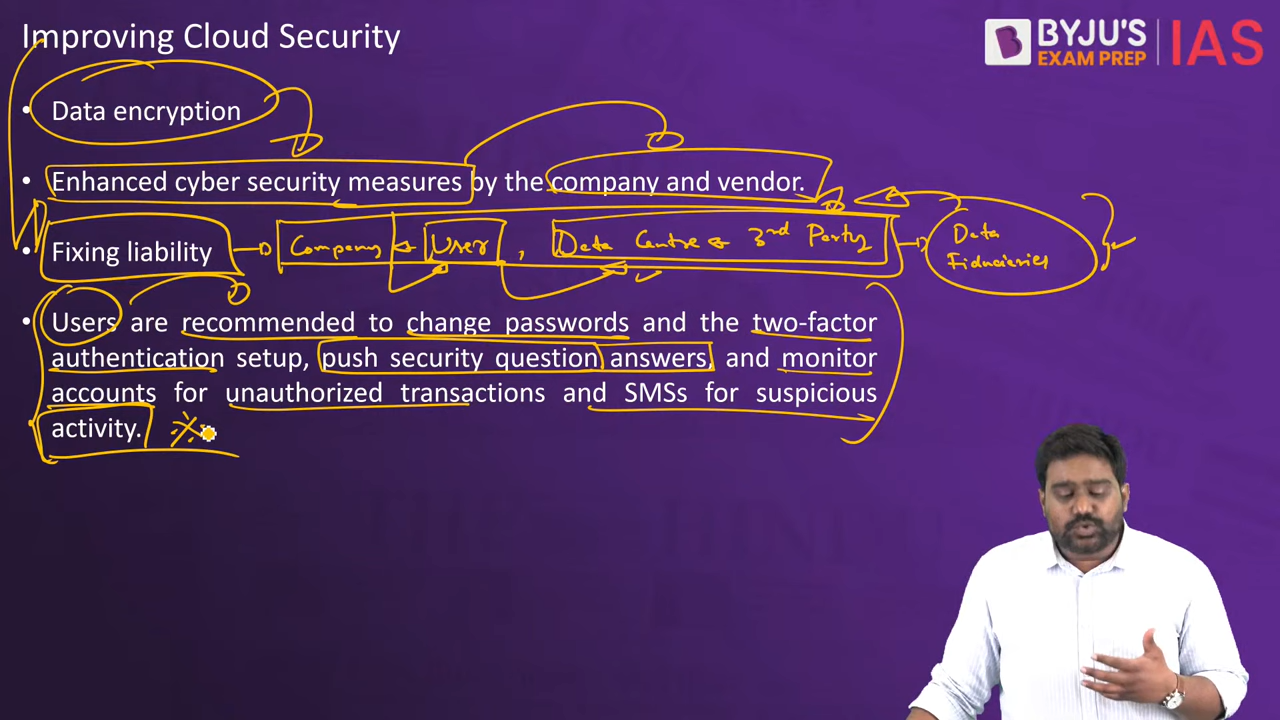 Improving Cloud Security
BYJU'S
EXAM PREP
IAS
• Data encryption
• Enhanced cyber security measures by the company and vendor.
• Fixing liability
Company & User, Data Centre & 3rd Party
Data
Fiduciaries
• Users are recommended to change passwords and the two-factor
authentication setup, push security question answers, and monitor
accounts for unauthorized transactions and SMSs for suspicious
activity.